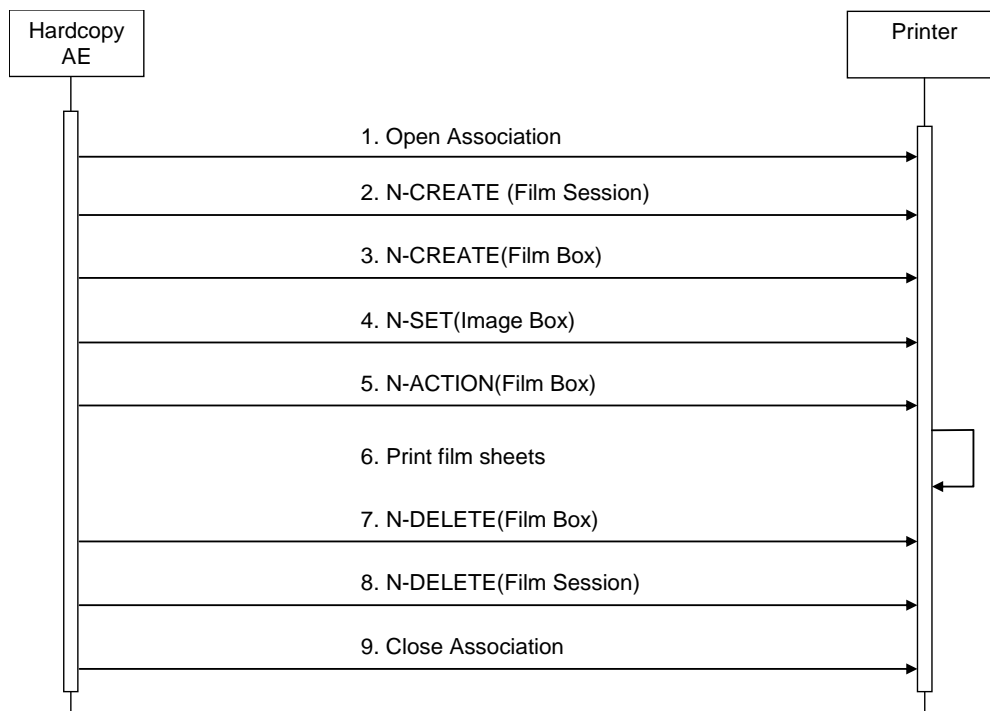 Hardcopy
AE
Printer
1. Open Association
2. N-CREATE (Film Session)
3. N-CREATE(Film Box)
4. N-SET(Image Box)
5. N-ACTION(Film Box)
6. Print film sheets
7. N-DELETE(Film Box)
8. N-DELETE(Film Session)
9. Close Association